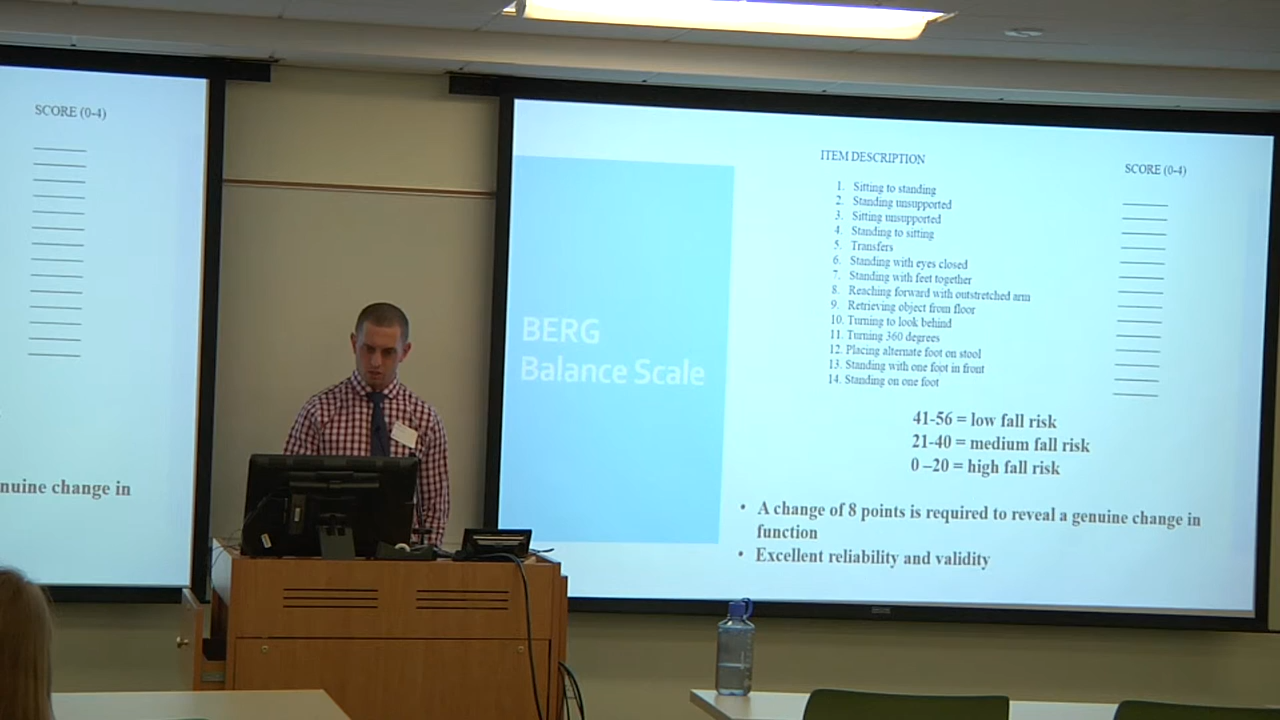 SCORE (0-4)
nuine change in
BERG
Balance Scale
ITEM DESCRIPTION
SCORE (0-4)
1. Sitting to standing
2. Standing unsupported
3. Sitting unsupported
4. Standing to sitting
5. Transfers
6. Standing with eyes closed
7. Standing with feet together
8. Reaching forward with outstretched arm
9. Retrieving object from floor
10. Turning to look behind
11. Turning 360 degrees
12. Placing alternate foot on stool
13. Standing with one foot in front
14. Standing on one foot
41-56 = low fall risk
21-40 = medium fall risk
0 –20 = high fall risk
• A change of 8 points is required to reveal a genuine change in
function
• Excellent reliability and validity